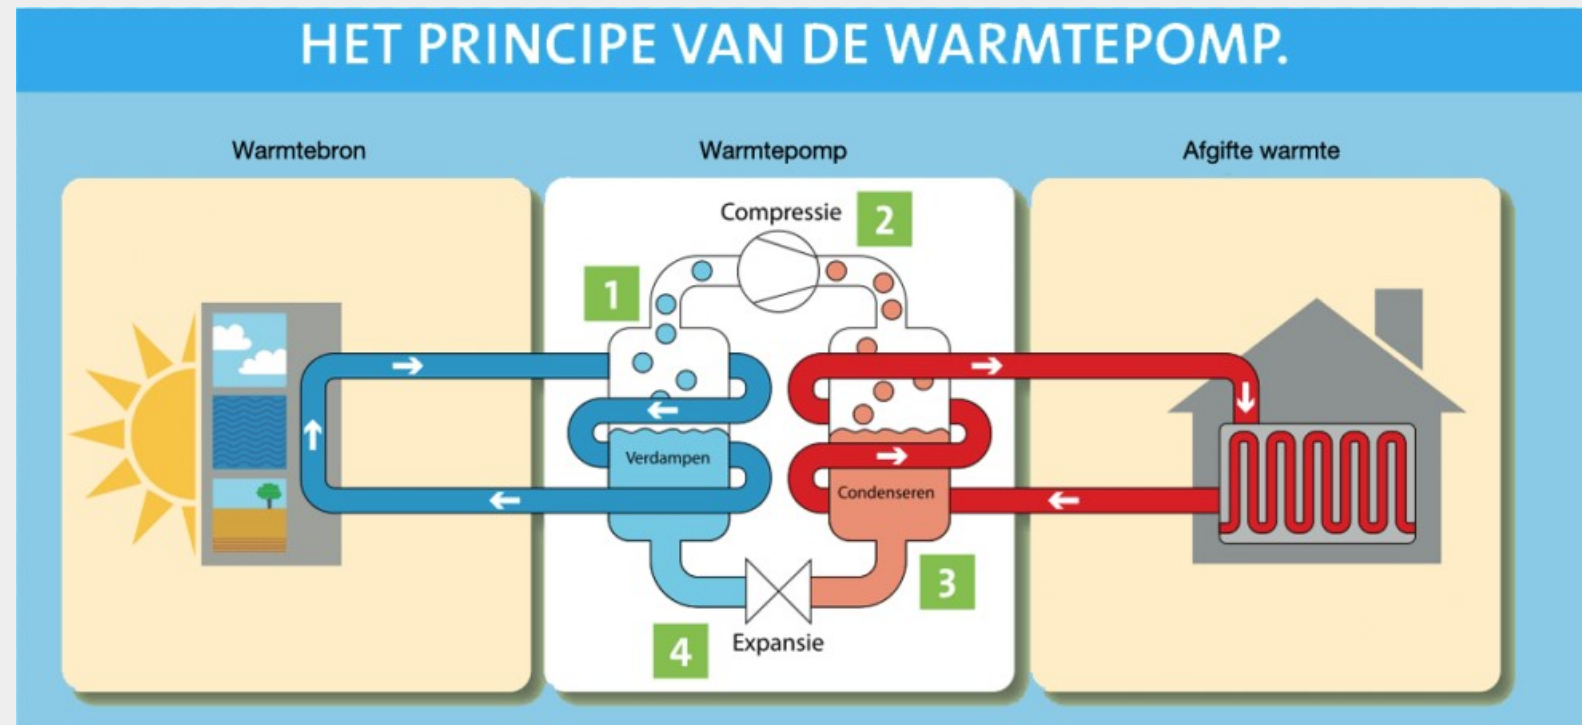 HET PRINCIPE VAN DE WARMTEPOMP.
Warmtebron
Warmtepomp
Afgifte warmte
Compressie
2
1
Verdampen
Condenseren
3
4
Expansie